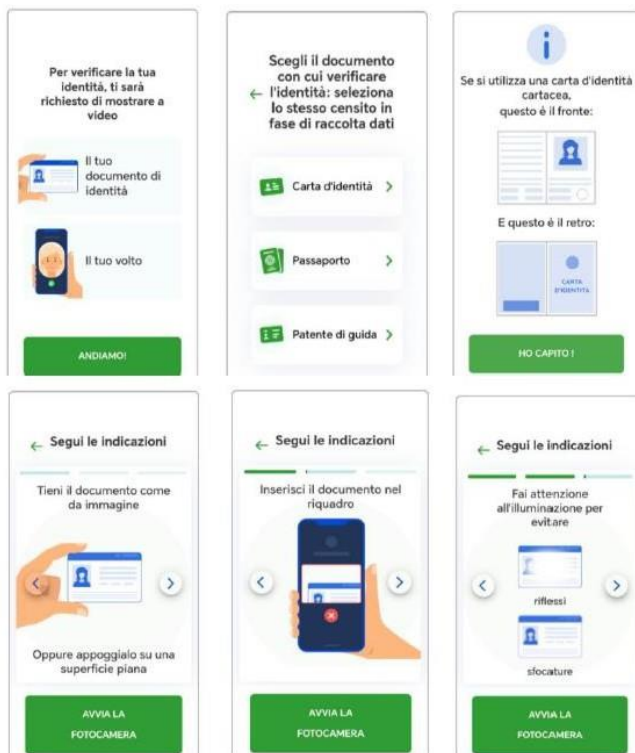 Per verificare la tua
identità, ti sarà
richiesto di mostrare a
video
Il tuo
documento di
identità
Il tuo volto
ANDIAMO!
Scegli il documento
con cui verificare
l'identità: seleziona
lo stesso censito in
fase di raccolta dati
Carta d'identità
Passaporto
Patente di guida
Se si utilizza una carta d'identità
cartacea,
questo é il fronte:
E questo é il retro:
CARTA
D'IDENTITÀ
HO CAPITO !
Segui le indicazioni
Tieni il documento come
da immagine
Oppure appoggialo su una
superficie piana
AVVIA LA
FOTOCAMERA
Segui le indicazioni
Inserisci il documento nel
riquadro
AVVIA LA
FOTOCAMERA
Segui le indicazioni
Fai attenzione
all'illuminazione per
evitare
riflessi
sfocature
AVVIA LA
FOTOCAMERA